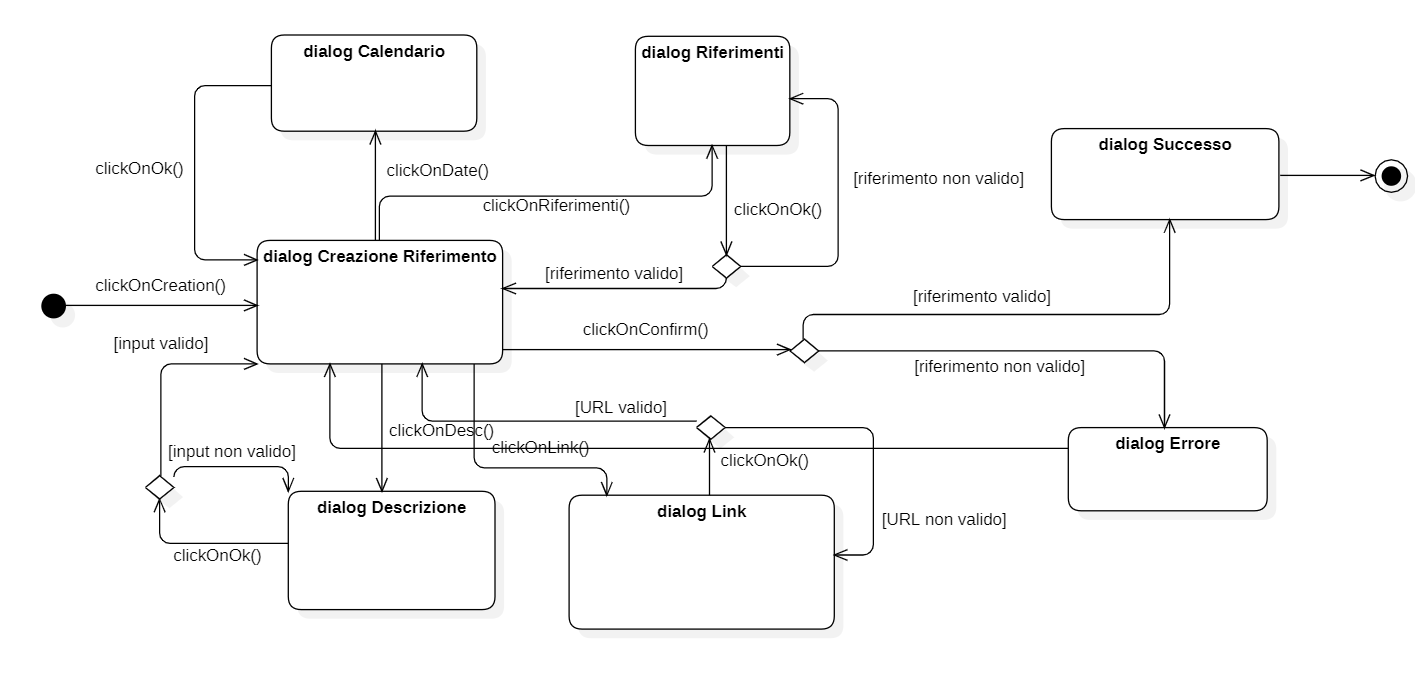 dialog Calendario
dialog Riferimenti
dialog Successo
clickOnOk()
clickOnDate()
[riferimento non valido]
clickOnRiferimenti()
clickOnOk()
dialog Creazione Riferimento
[riferimento valido]
clickOnCreation()
[riferimento valido]
clickOnConfirm()
[input valido]
[riferimento non valido]
[URL valido]
clickOnDesc()
dialog Errore
clickOnLink()
[input non valido]
clickOnOk()
dialog Descrizione
dialog Link
[URL non valido]
clickOnOk()